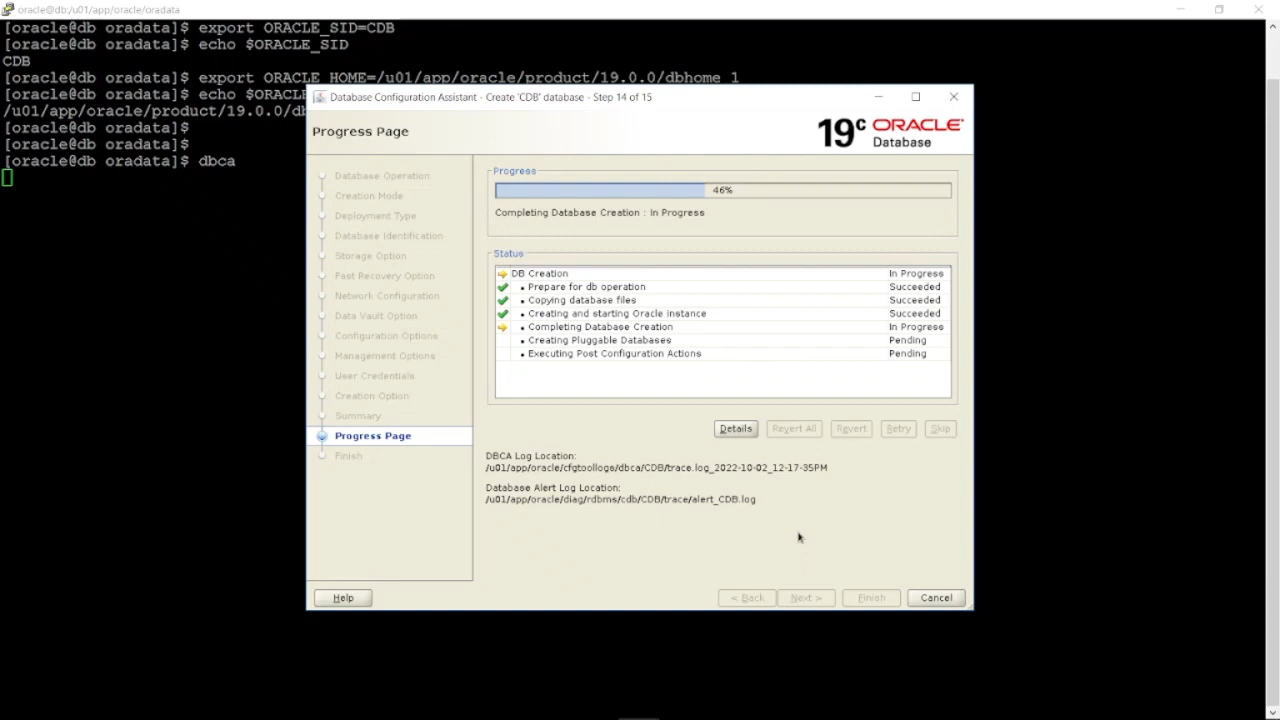 oracle@db:/u01/app/oracle/oradata
[oracle@db oradata]$ export ORACLE_SID=CDB
[oracle@db oradata]$ echo $ORACLE_SID
CDB
[oracle@db oradata]$ export ORACLE_HOME=/u01/app/oracle/product/19.0.0/dbhome_1
[oracle@db oradata]$ echo $ORACLE
/u01/app/oracle/product/19.0.0/db
[oracle@db oradata]$
[oracle@db oradata]$
[oracle@db oradata]$ dbca
Database Configuration Assistant - Create 'CDB' database - Step 14 of 15
Progress Page
19c ORACLE
Database
Database Operation
Creation Mode
Deployment Type
Database Identification
Storage Option
Fast Recovery Option
Network Configuration
Data Vault Option
Configuration Options
Management Options
User Credentials
Creation Option
Summary
Progress Page
Finish
Progress
46%
Completing Database Creation : In Progress
Status
DB Creation In Progress
Prepare for db operation Succeeded
Copying database files Succeeded
Creating and starting Oracle instance Succeeded
Completing Database Creation In Progress
Creating Pluggable Databases Pending
Executing Post Configuration Actions Pending
Details Revert All Revert Retry Skip
DBCA Log Location:
/u01/app/oracle/cfgtoollogs/dbca/CDB/trace.log_2022-10-02_12-17-35PM
Database Alert Log Location:
/u01/app/oracle/diag/rdbms/cdb/CDB/trace/alert_CDB.log
Help < Back Next > Finish Cancel